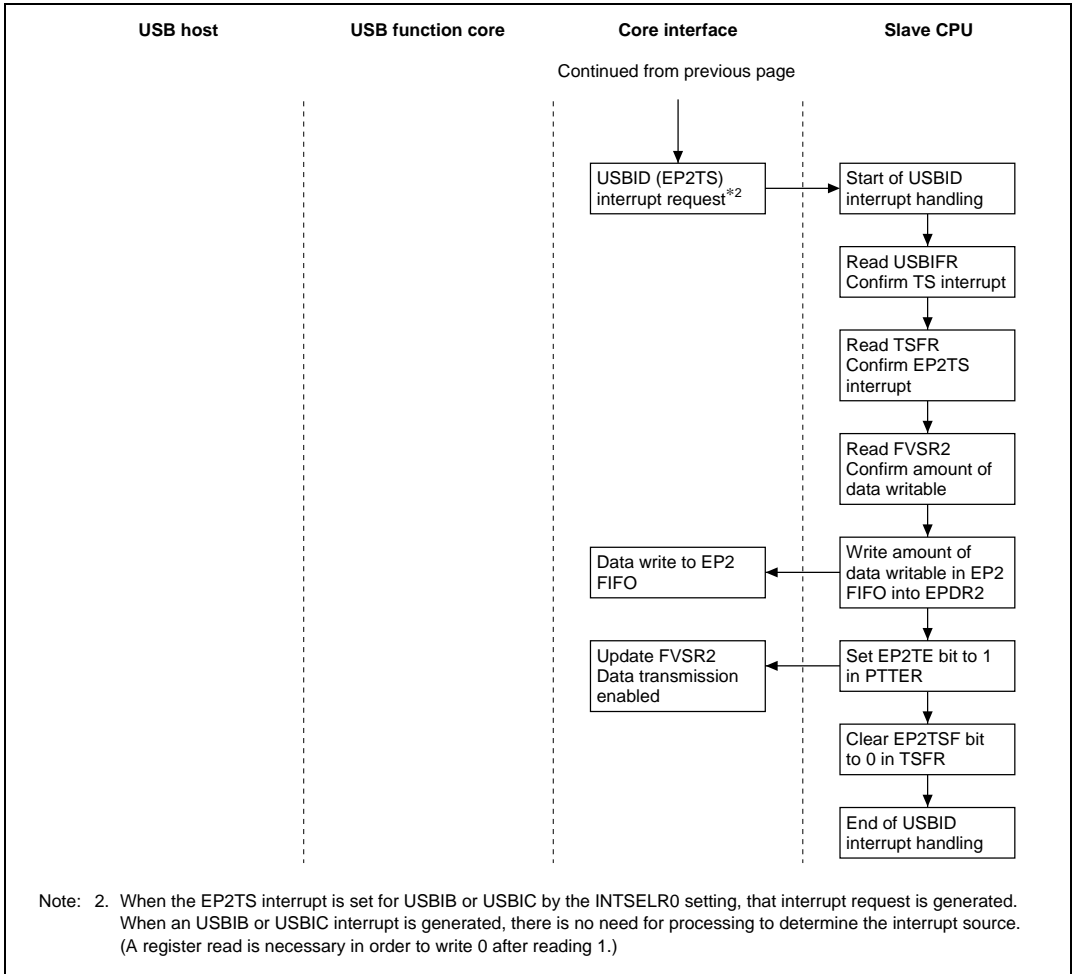 USB host
USB function core
Core interface
Slave CPU
Continued from previous page
USBID (EP2TS)
interrupt request*2
Start of USBID
interrupt handling
Read USBIFR
Confirm TS interrupt
Read TSFR
Confirm EP2TS
interrupt
Read FVSR2
Confirm amount of
data writable
Data write to EP2
FIFO
Write amount of
data writable in EP2
FIFO into EPDR2
Update FVSR2
Data transmission
enabled
Set EP2TE bit to 1
in PTTER
Clear EP2TSF bit
to 0 in TSFR
End of USBID
interrupt handling
Note: 2. When the EP2TS interrupt is set for USBIB or USBIC by the INTSELR0 setting, that interrupt request is generated.
When an USBIB or USBIC interrupt is generated, there is no need for processing to determine the interrupt source.
(A register read is necessary in order to write 0 after reading 1.)